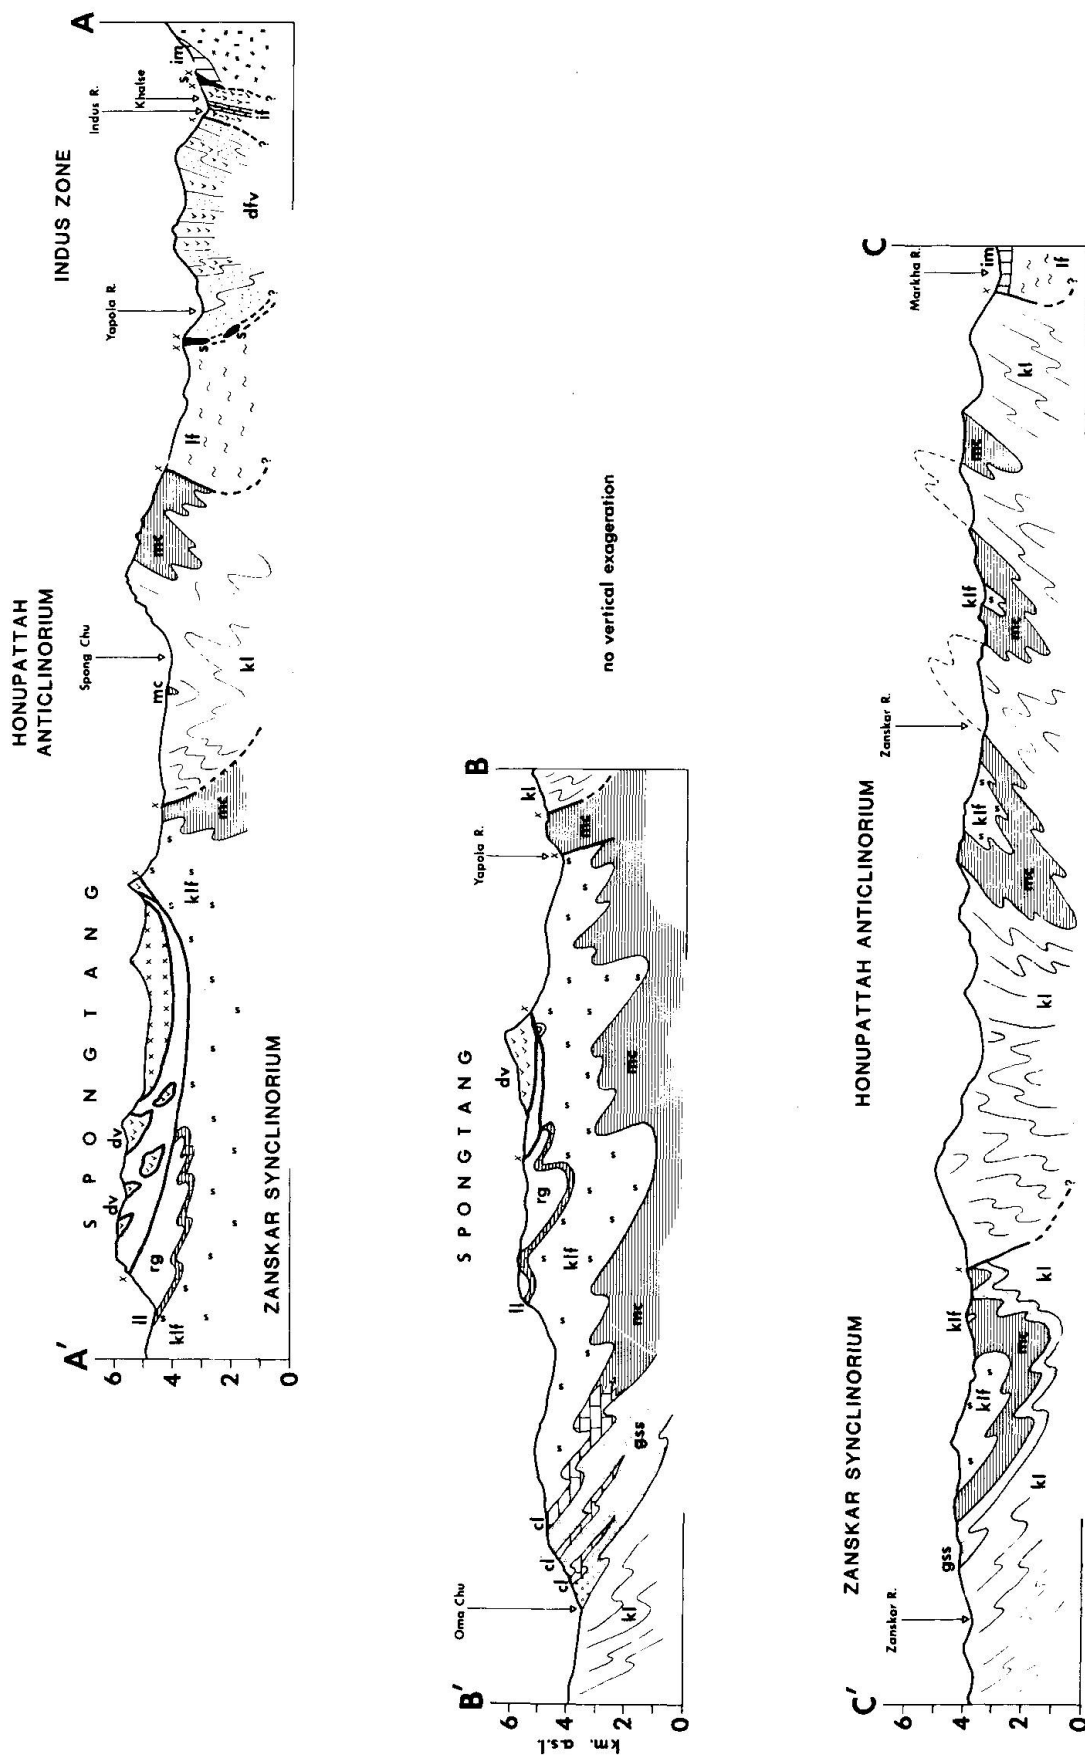 A'
A
SPONGTANG
HONUPATTAH
ANTICLINORIUM
INDUS ZONE
Spong Chu
Yapola R.
Indus R.
Khalse
6
4
2
0
ll
klf
rg
dv
dv
klf
mc
mc
kl
mc
lf
s
s
dfv
lf
s
im
ZANSKAR SYNCLINORIUM
B'
B
SPONGTANG
km. a.s.l.
6
4
2
0
Oma Chu
Yapola R.
kl
cl
cl
cl
gss
ll
klf
rg
dv
mc
mc
mc
kl
no vertical exageration
C'
C
ZANSKAR SYNCLINORIUM
HONUPATTAH ANTICLINORIUM
6
4
2
0
Zanskar R.
Zanskar R.
Markha R.
gss
kl
klf
klf
mc
kl
kl
mc
klf
mc
klf
mc
kl
im
lf